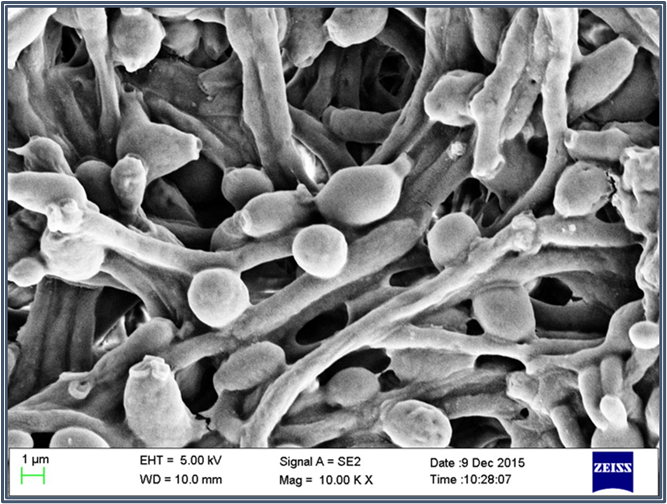 1 µm
EHT = 5.00 kV
WD = 10.0 mm
Signal A = SE2
Mag = 10.00 K X
Date :9 Dec 2015
Time :10:28:07
ZEISS